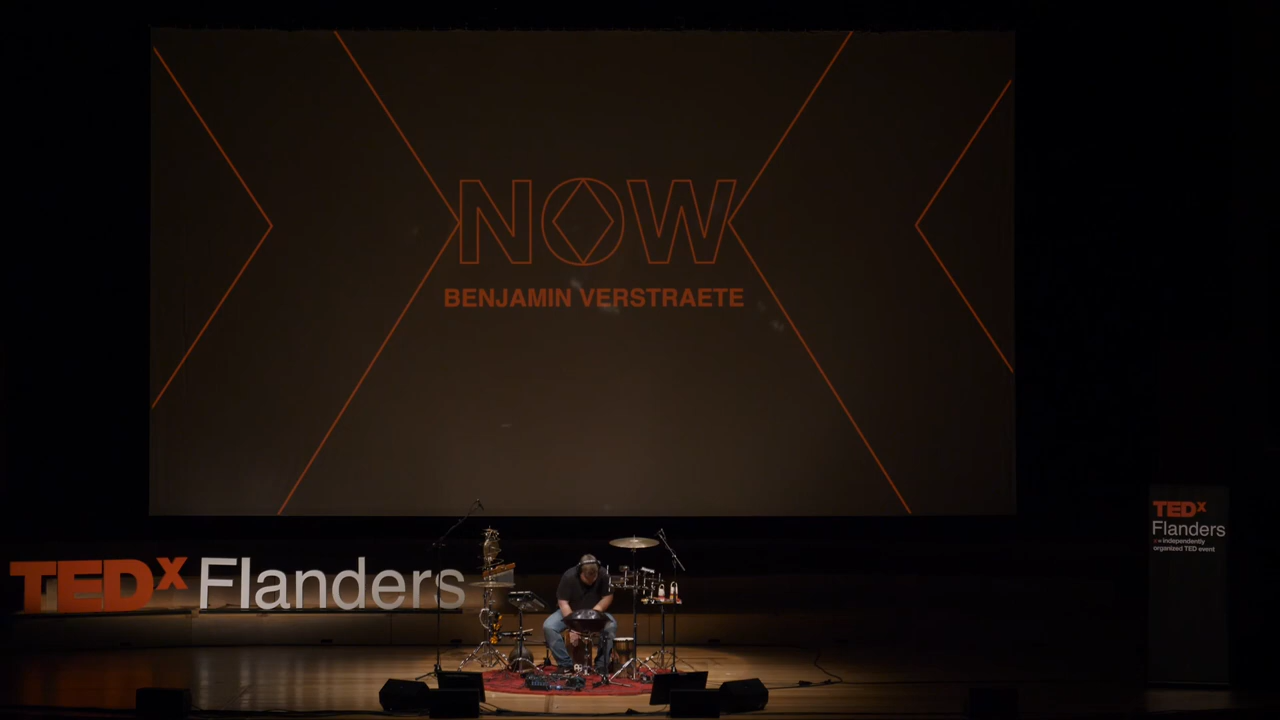 NOW
BENJAMIN VERSTRAETE
TEDx Flanders
TEDx
Flanders
x = independently
organized TED event